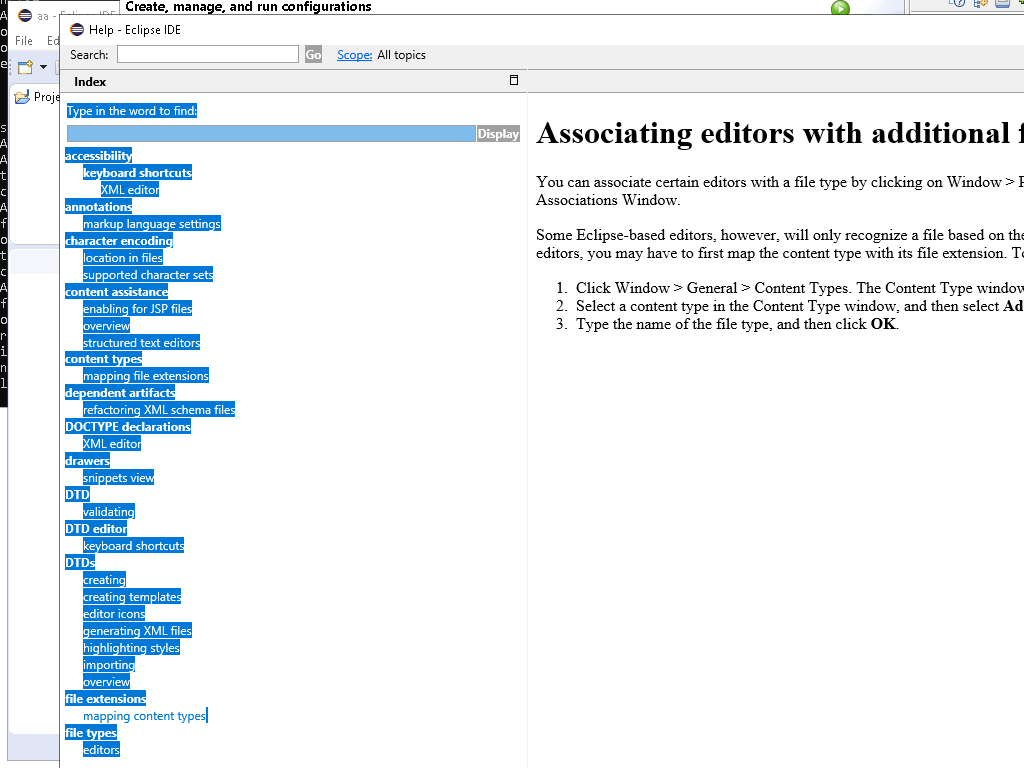 Create, manage, and run configurations
aa - Eclipse IDE
File Ed
Help - Eclipse IDE
Search: Go Scope: All topics
Index
Proje
Type in the word to find:
Display
accessibility
keyboard shortcuts
XML editor
annotations
markup language settings
character encoding
location in files
supported character sets
content assistance
enabling for JSP files
overview
structured text editors
content types
mapping file extensions
dependent artifacts
refactoring XML schema files
DOCTYPE declarations
XML editor
drawers
snippets view
DTD
validating
DTD editor
keyboard shortcuts
DTDs
creating
creating templates
editor icons
generating XML files
highlighting styles
importing
overview
file extensions
mapping content types
file types
editors
Associating editors with additional f
You can associate certain editors with a file type by clicking on Window > P
Associations Window.
Some Eclipse-based editors, however, will only recognize a file based on the
editors, you may have to first map the content type with its file extension. To
1. Click Window > General > Content Types. The Content Type window
2. Select a content type in the Content Type window, and then select Ad
3. Type the name of the file type, and then click OK.